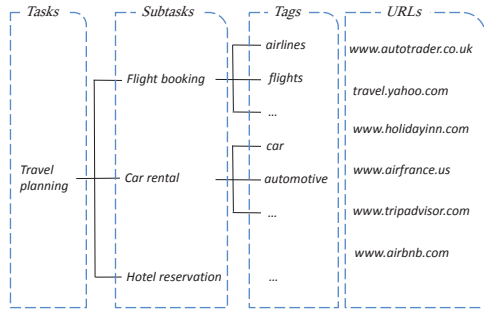 Tasks Subtasks Tags URLs
airlines
www.autotrader.co.uk
Flight booking
flights
travel.yahoo.com
...
www.holidayinn.com
car
Travel
planning
Car rental
automotive
www.airfrance.us
...
www.tripadvisor.com
www.airbnb.com
Hotel reservation
...